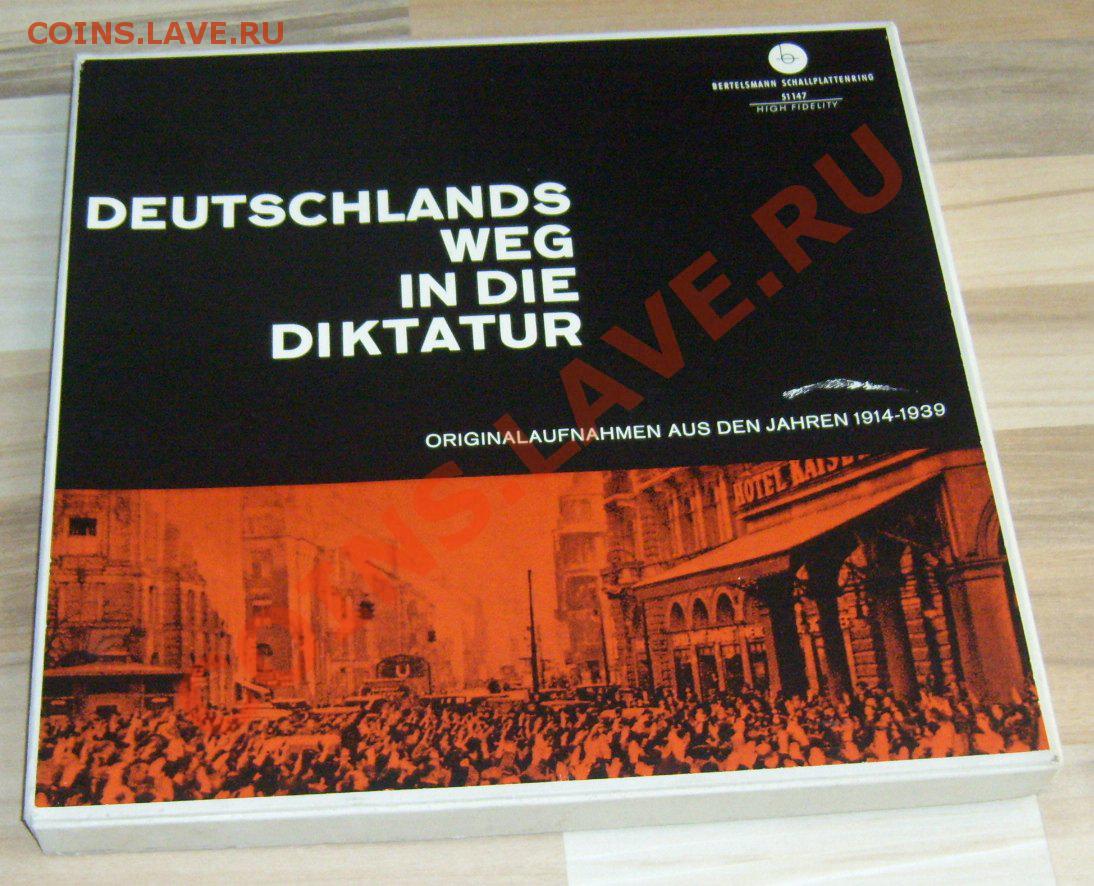 COINS.LAVE.RU
BERTELSMANN SCHALLPLATTENRING
51147
HIGH FIDELITY
DEUTSCHLANDS
WEG
IN DIE
DIKTATUR
ORIGINALAUFNAHMEN AUS DEN JAHREN 1914-1939
HOTEL
U
COINS.LAVE.RU